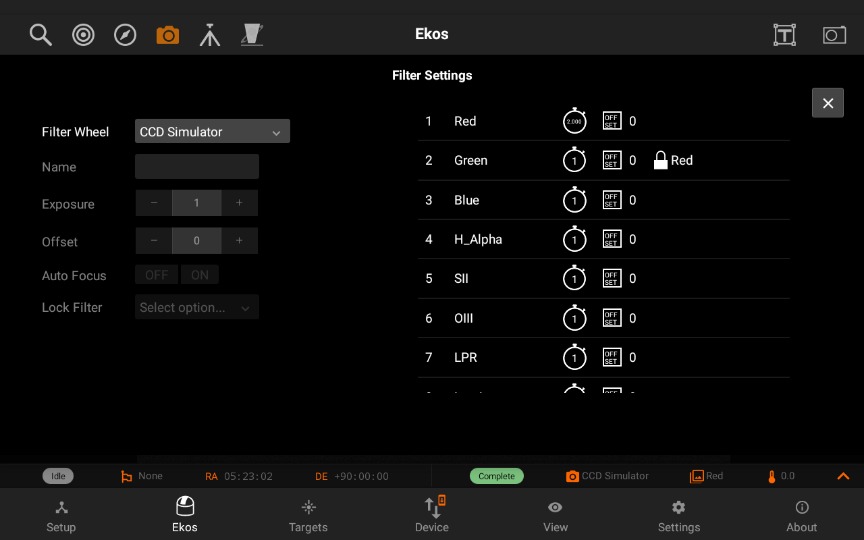 Ekos
Filter Settings
Filter Wheel CCD Simulator
Name
Exposure − 1 +
Offset − 0 +
Auto Focus OFF ON
Lock Filter Select option...
1 Red 2.000 OFF SET 0
2 Green 1 OFF SET 0 Red
3 Blue 1 OFF SET 0
4 H_Alpha 1 OFF SET 0
5 SII 1 OFF SET 0
6 OIII 1 OFF SET 0
7 LPR 1 OFF SET 0
Idle None RA 05:23:02 DE +90:00:00 Complete CCD Simulator Red 0.0
Setup Ekos Targets Device View Settings About